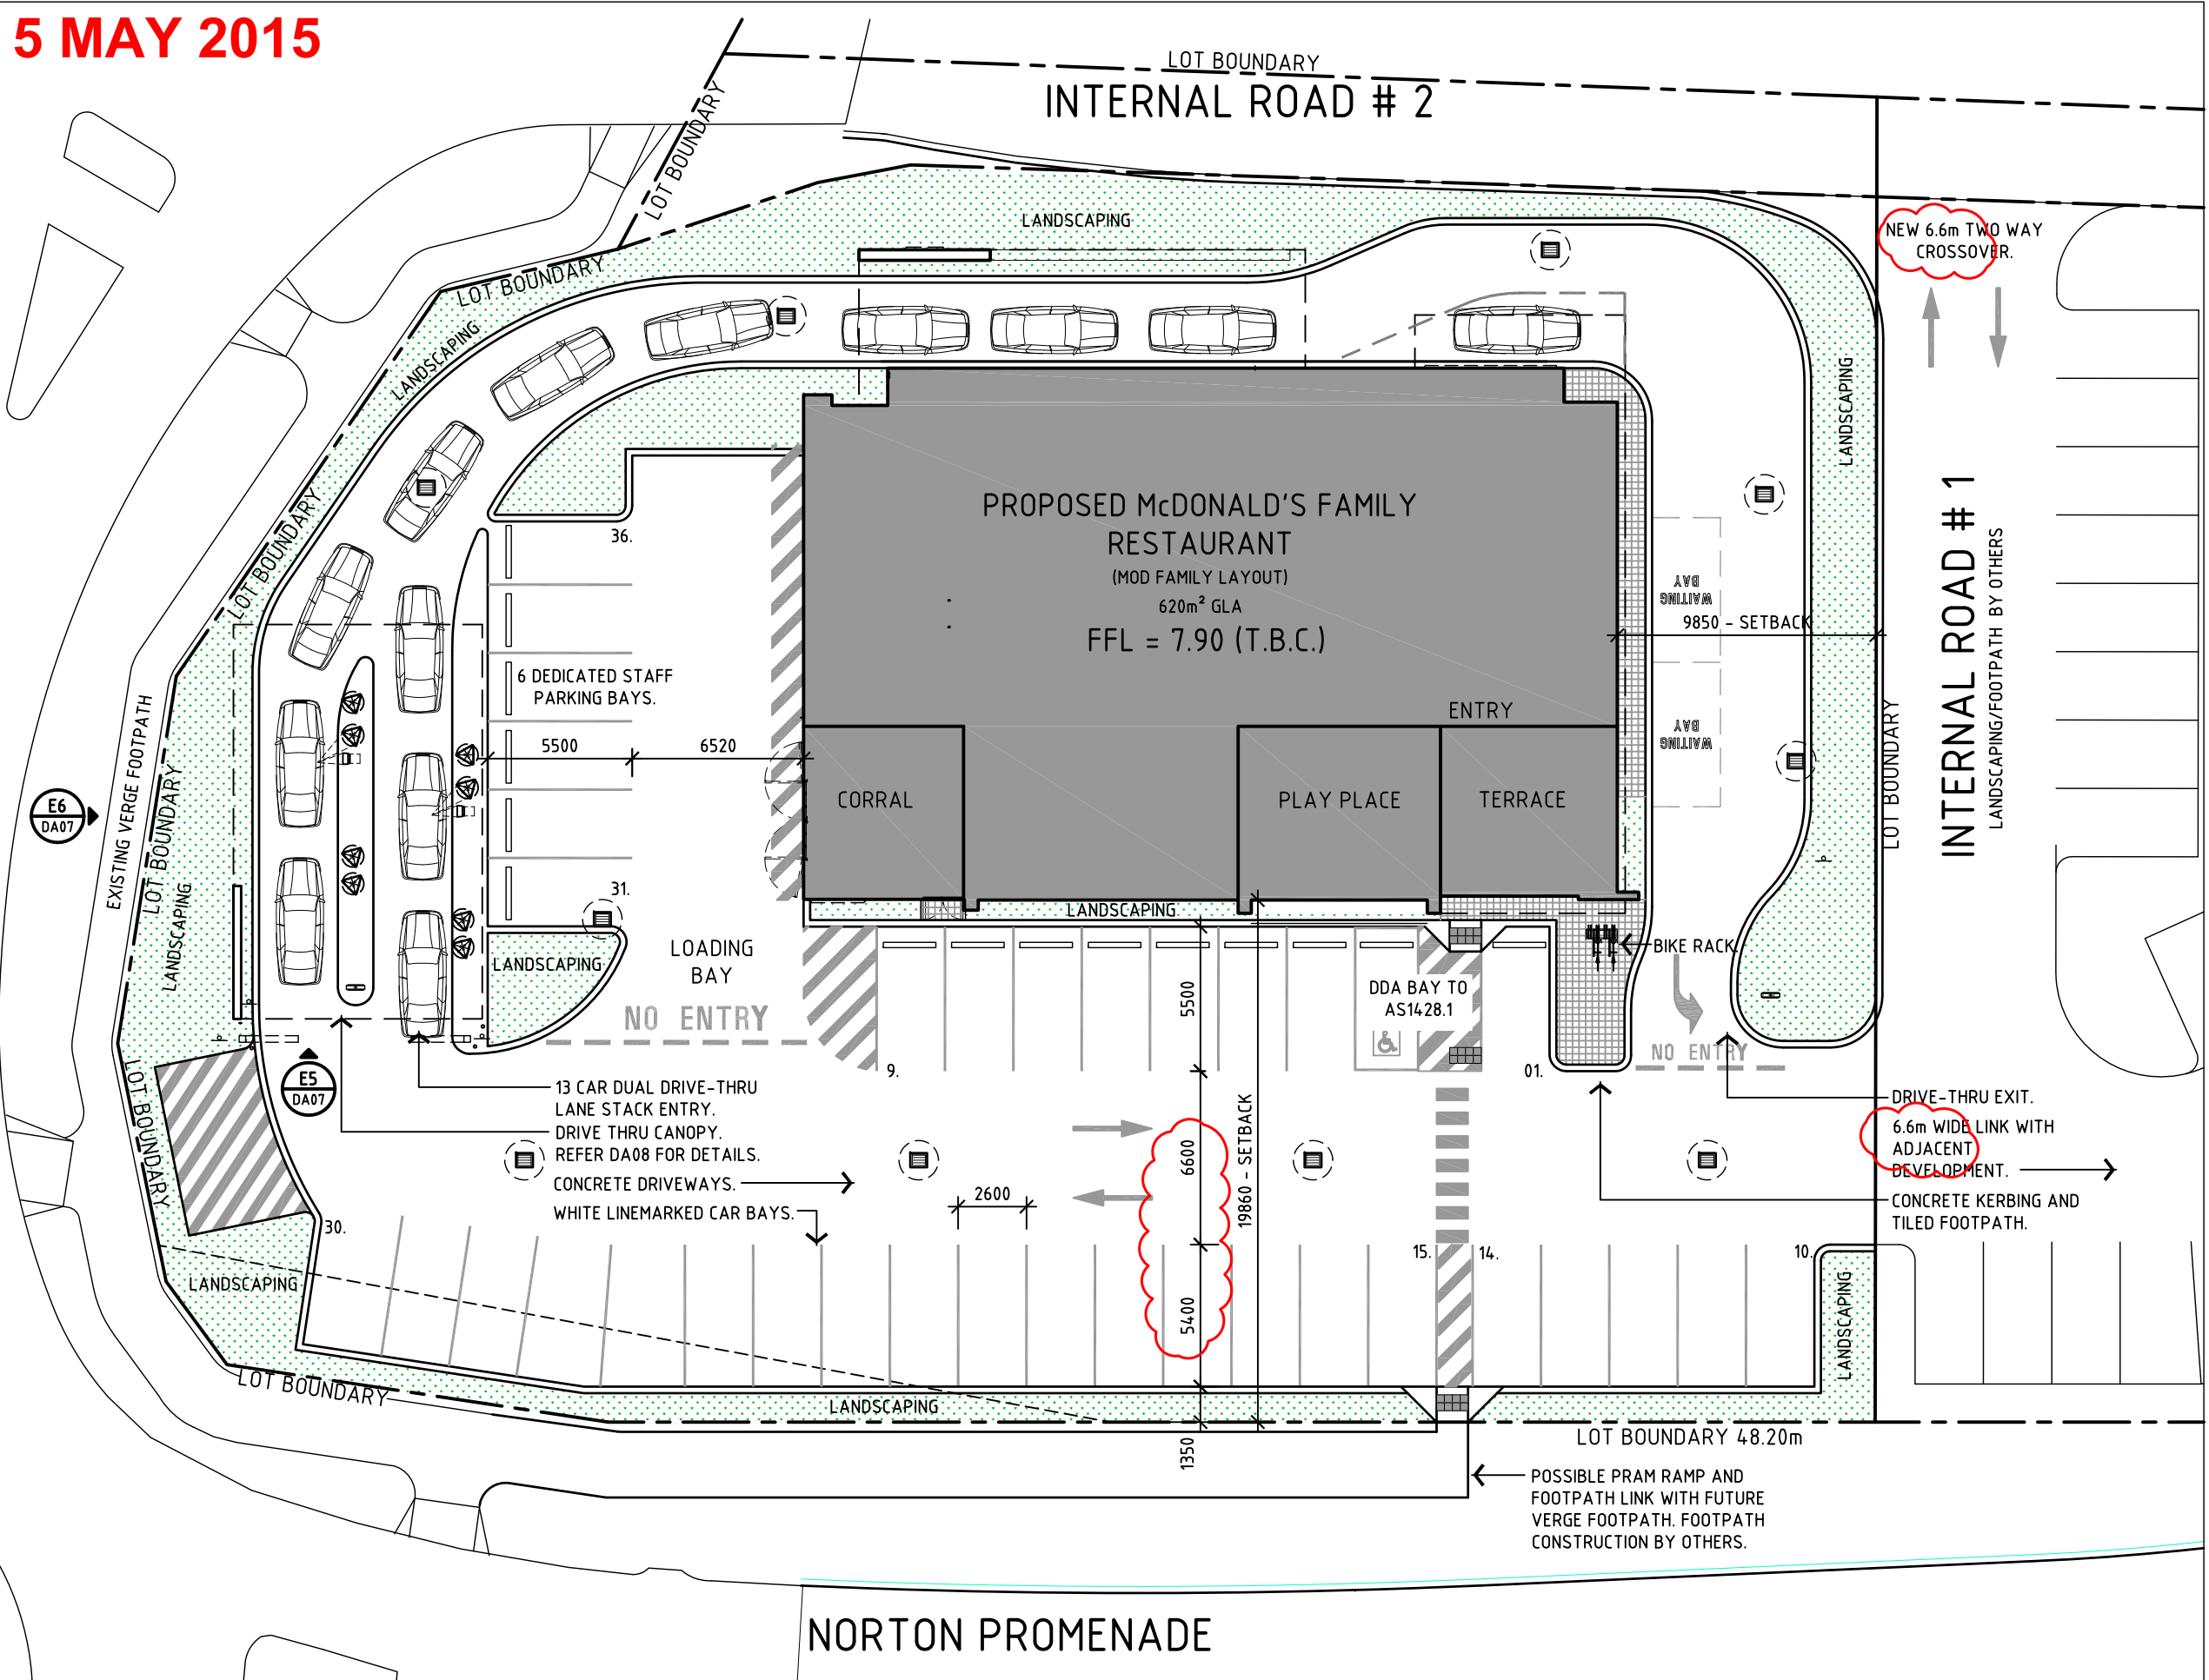 5 MAY 2015
LOT BOUNDARY
INTERNAL ROAD # 2
LOT BOUNDARY
LANDSCAPING
NEW 6.6m TWO WAY
CROSSOVER.
LOT BOUNDARY
LANDSCAPING
LANDSCAPING
LOT BOUNDARY
PROPOSED McDONALD'S FAMILY
RESTAURANT
(MOD FAMILY LAYOUT)
620m² GLA
FFL = 7.90 (T.B.C.)
36.
WAITING
BAY
9850 - SETBACK
INTERNAL ROAD # 1
LANDSCAPING/FOOTPATH BY OTHERS
6 DEDICATED STAFF
PARKING BAYS.
ENTRY
WAITING
BAY
LOT BOUNDARY
5500
6520
EXISTING VERGE FOOTPATH
LOT BOUNDARY
LANDSCAPING
E6
DA07
CORRAL
PLAY PLACE
TERRACE
31.
LANDSCAPING
LOADING
BAY
LANDSCAPING
BIKE RACK.
DDA BAY TO
AS1428.1
5500
NO ENTRY
NO ENTRY
E5
DA07
9.
01.
LOT BOUNDARY
13 CAR DUAL DRIVE-THRU
LANE STACK ENTRY.
DRIVE THRU CANOPY.
REFER DA08 FOR DETAILS.
CONCRETE DRIVEWAYS.
WHITE LINEMARKED CAR BAYS.
DRIVE-THRU EXIT.
6.6m WIDE LINK WITH
ADJACENT
DEVELOPMENT.
CONCRETE KERBING AND
TILED FOOTPATH.
2600
6600
19860 - SETBACK
30.
15.
14.
10.
LANDSCAPING
5400
LANDSCAPING
LOT BOUNDARY
LANDSCAPING
1350
LOT BOUNDARY 48.20m
POSSIBLE PRAM RAMP AND
FOOTPATH LINK WITH FUTURE
VERGE FOOTPATH. FOOTPATH
CONSTRUCTION BY OTHERS.
NORTON PROMENADE